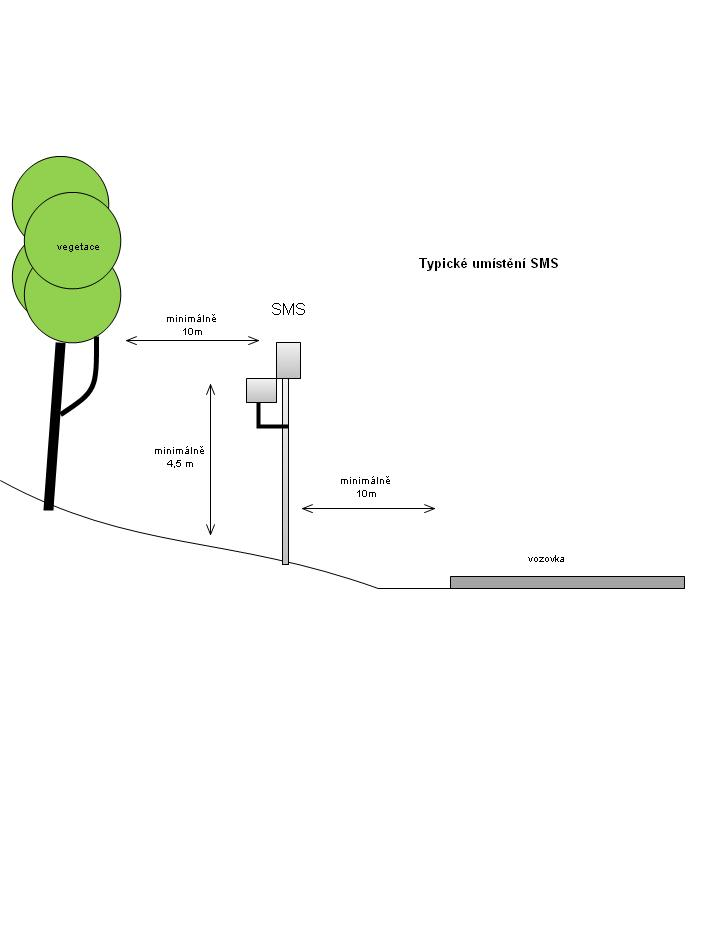 vegetace
Typické umístění SMS
SMS
minimálně
10m
minimálně
4,5 m
minimálně
10m
vozovka